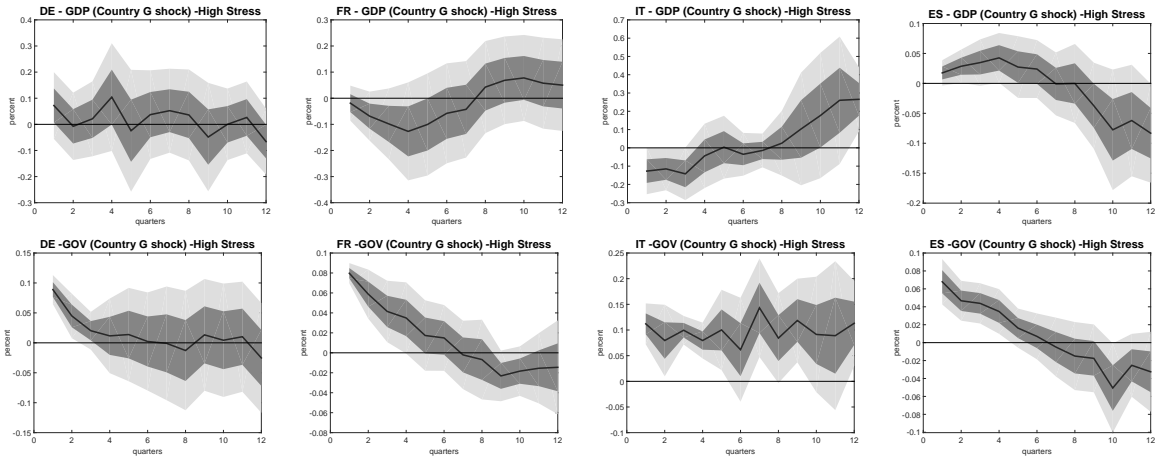 DE - GDP (Country G shock) -High Stress
0.4
0.3
0.2
0.1
0
-0.1
-0.2
-0.3
percent
0 2 4 6 8 10 12
quarters
FR - GDP (Country G shock) -High Stress
0.3
0.2
0.1
0
-0.1
-0.2
-0.3
-0.4
percent
0 2 4 6 8 10 12
quarters
IT - GDP (Country G shock) -High Stress
0.7
0.6
0.5
0.4
0.3
0.2
0.1
0
-0.1
-0.2
-0.3
percent
0 2 4 6 8 10 12
quarters
ES - GDP (Country G shock) -High Stress
0.1
0.05
0
-0.05
-0.1
-0.15
-0.2
percent
0 2 4 6 8 10 12
quarters
DE -GOV (Country G shock) -High Stress
0.15
0.1
0.05
0
-0.05
-0.1
-0.15
percent
0 2 4 6 8 10 12
quarters
FR -GOV (Country G shock) -High Stress
0.1
0.08
0.06
0.04
0.02
0
-0.02
-0.04
-0.06
-0.08
percent
0 2 4 6 8 10 12
quarters
IT -GOV (Country G shock) -High Stress
0.25
0.2
0.15
0.1
0.05
0
-0.05
-0.1
percent
0 2 4 6 8 10 12
quarters
ES -GOV (Country G shock) -High Stress
0.1
0.08
0.06
0.04
0.02
0
-0.02
-0.04
-0.06
-0.08
-0.1
percent
0 2 4 6 8 10 12
quarters